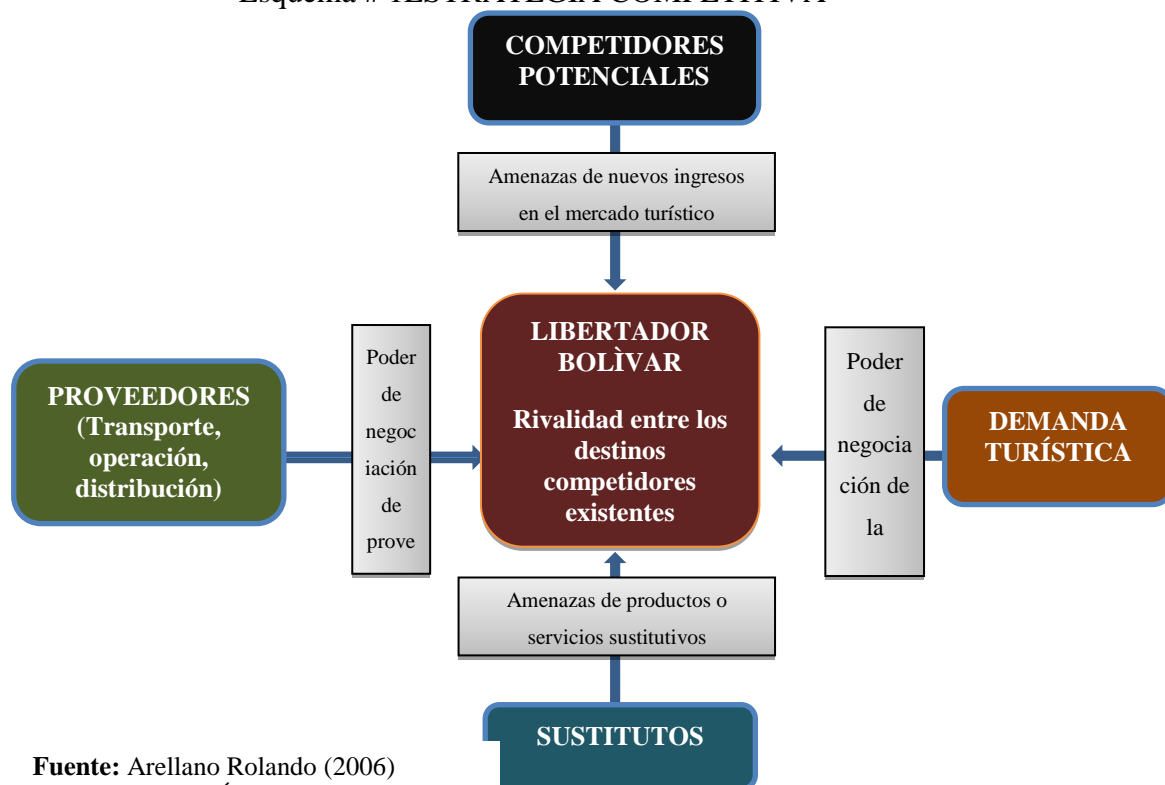 COMPETIDORES
POTENCIALES
Amenazas de nuevos ingresos
en el mercado turístico
LIBERTADOR
BOLÌVAR
Rivalidad entre los
destinos
competidores
existentes
PROVEEDORES
(Transporte,
operación,
distribución)
Poder
de
negoc
iación
de
prove
Poder
de
negocia
ción de
la
DEMANDA
TURÍSTICA
Amenazas de productos o
servicios sustitutivos
SUSTITUTOS
Fuente: Arellano Rolando (2006)